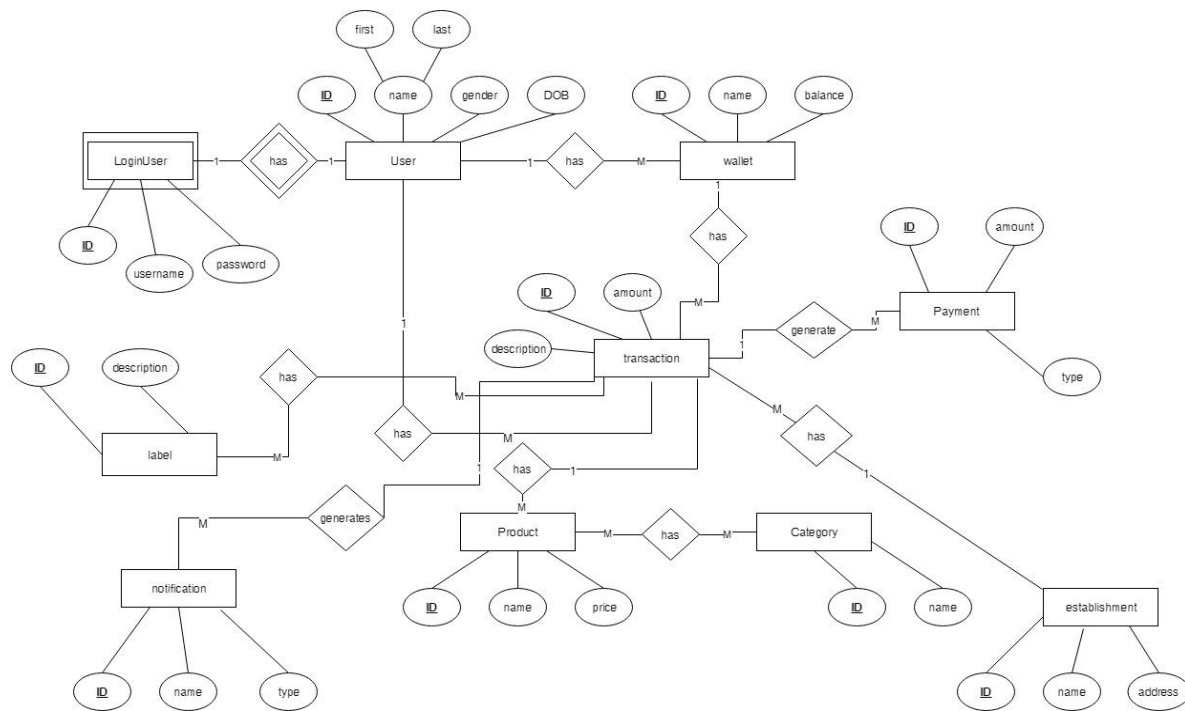 first
last
ID
name
gender
DOB
ID
name
balance
LoginUser
1
has
1
User
1
has
M
wallet
1
ID
username
password
has
ID
amount
M
ID
amount
description
transaction
1
generate
M
Payment
type
1
ID
description
has
M
M
has
label
M
has
M
1
has
1
1
M
generates
M
Product
M
has
M
Category
notification
ID
name
price
ID
name
establishment
ID
name
type
ID
name
address